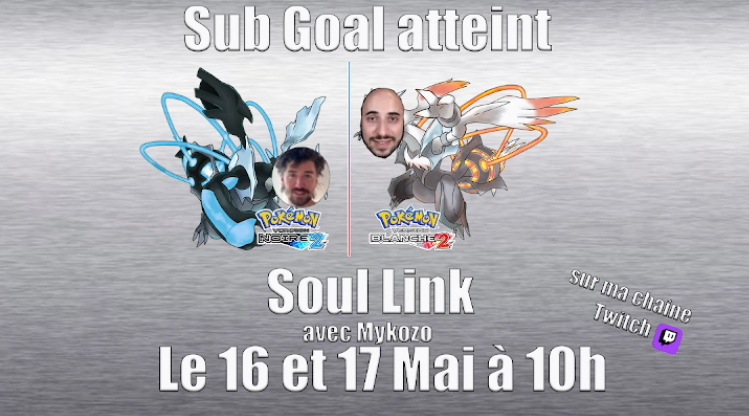 Sub Goal atteint
POKéMON
VERSION
NOIRE 2
POKéMON
VERSION
BLANCHE 2
Soul Link
avec Mykozo
Le 16 et 17 Mai à 10h
sur ma chaîne
Twitch